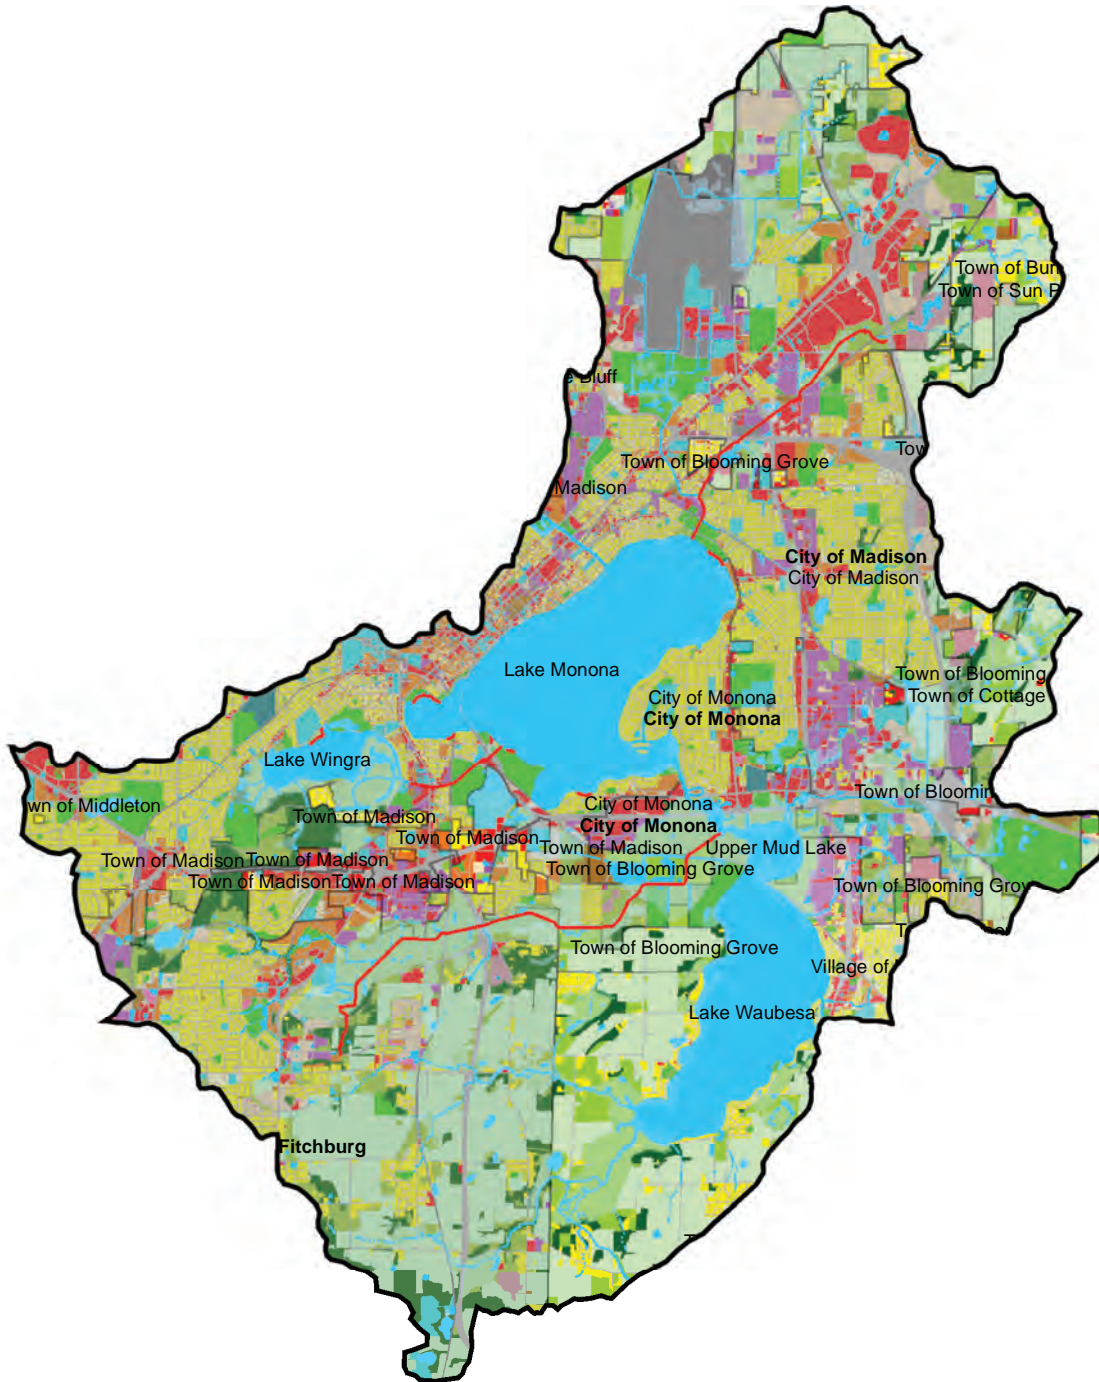 Town of Bun
Town of Sun P
Bluff
Town of Blooming Grove
Madison
City of Madison
City of Madison
Lake Monona
Town of Blooming
City of Monona
Town of Cottage
City of Monona
Lake Wingra
Town of Bloomin
wn of Middleton
City of Monona
Town of Madison
City of Monona
Town of Madison
Town of Madison
Upper Mud Lake
Town of Madison
Town of Madison
Town of Blooming Grove
Town of Madison
Town of Madison
Town of Blooming Grov
Town of Blooming Grove
Village of
Lake Waubesa
Fitchburg